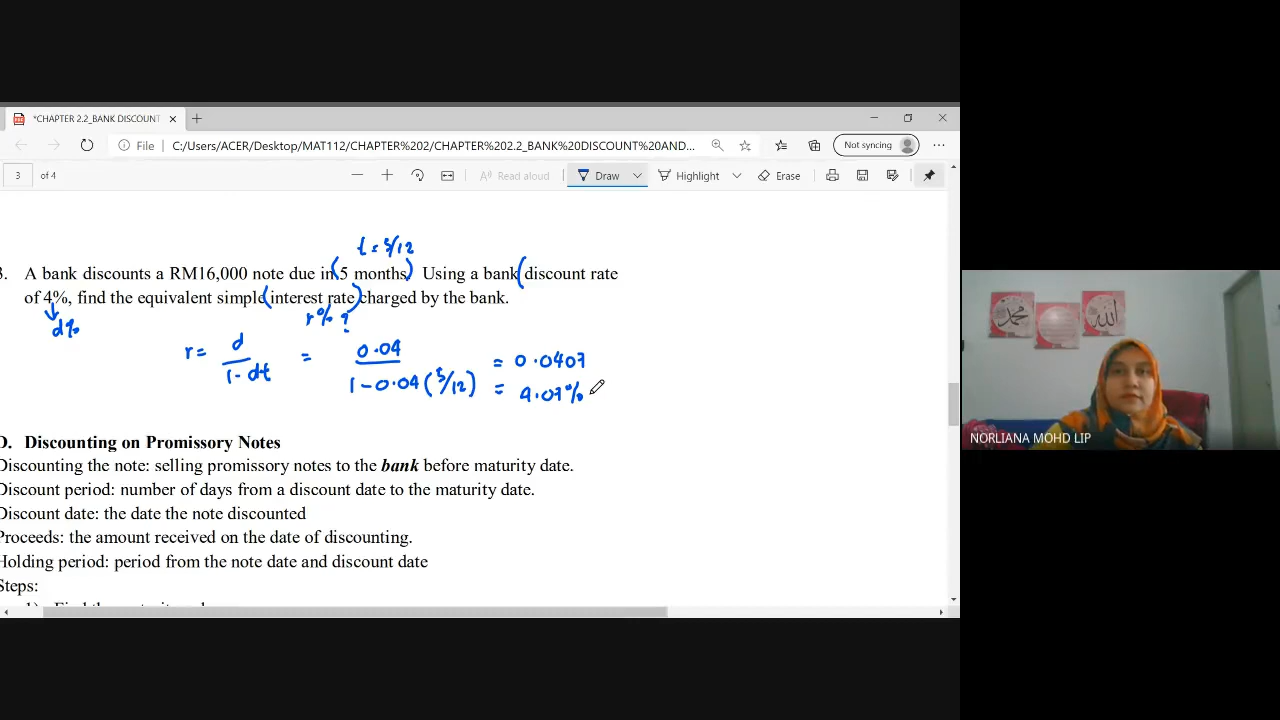 *CHAPTER 2.2_BANK DISCOUNT
File
C:/Users/ACER/Desktop/MAT112/CHAPTER%202/CHAPTER%202.2_BANK%20DISCOUNT%20AND...
Not syncing
3 of 4
Read aloud
Draw
Highlight
Erase
t = 5/12
3. A bank discounts a RM16,000 note due in (5 months.) Using a bank (discount rate
of 4%, find the equivalent simple (interest rate) charged by the bank.
d%
r% ?
r = d / 1 - dt = 0.04 / 1 - 0.04 (5/12) = 0.0407
= 4.07%
D. Discounting on Promissory Notes
Discounting the note: selling promissory notes to the bank before maturity date.
Discount period: number of days from a discount date to the maturity date.
Discount date: the date the note discounted
Proceeds: the amount received on the date of discounting.
Holding period: period from the note date and discount date
Steps:
NORLIANA MOHD LIP
محمد
الله